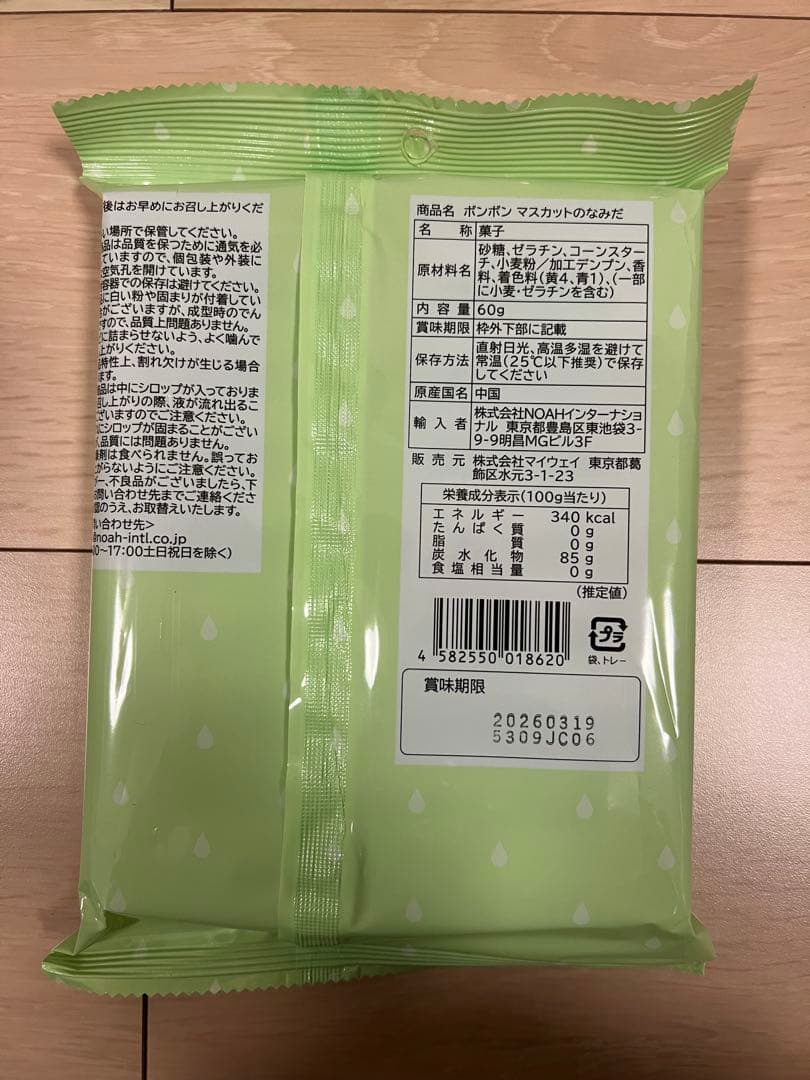 後はお早めにお召し上がりくだ
い場所で保管してください。
品は品質を保つために通気を必
ていますので、個包装や外装に
空気孔を開けています。
容器での保存は避けてください。
に白い粉や固まりが付着してい
がございますが、成型時のでん
すので、品質上問題ありません。
に詰まらせないよう、よく噛んで
上がりください。
特性上、割れ欠けが生じる場合
ます。
品は中にシロップが入っておりま
召し上がりの際、液が流れ出るこ
ざいますのでご注意ください。
にシロップが固まることがござい
、品質には問題ありません。
剤は食べられません。誤ってお
がらないようにご注意ください。
一、不良品がございましたら、下
お問い合わせ先までご連絡くださ
のうえ、お取替えいたします。
い合わせ先>
@noah-intl.co.jp
0～17:00土日祝日を除く)
商品名 ボンボン マスカットのなみだ
名 称 菓子
原材料名 砂糖、ゼラチン、コーンスター
チ、小麦粉／加工デンプン、香
料、着色料(黄4、青1)、(一部
に小麦・ゼラチンを含む)
内 容 量 60g
賞味期限 枠外下部に記載
保存方法 直射日光、高温多湿を避けて
常温(25℃以下推奨)で保存
してください
原産国名 中国
輸 入 者 株式会社NOAHインターナショ
ナル 東京都豊島区東池袋3-
9-9明昌MGビル3F
販 売 元 株式会社マイウェイ 東京都葛
飾区水元3-1-23
栄養成分表示(100g当たり)
エネルギー 340 kcal
たんぱく質 0 g
脂 質 0 g
炭水化物 85 g
食塩相当量 0 g
(推定値)
4 582550 018620
プラ
袋、トレー
賞味期限
20260319
5309JC06